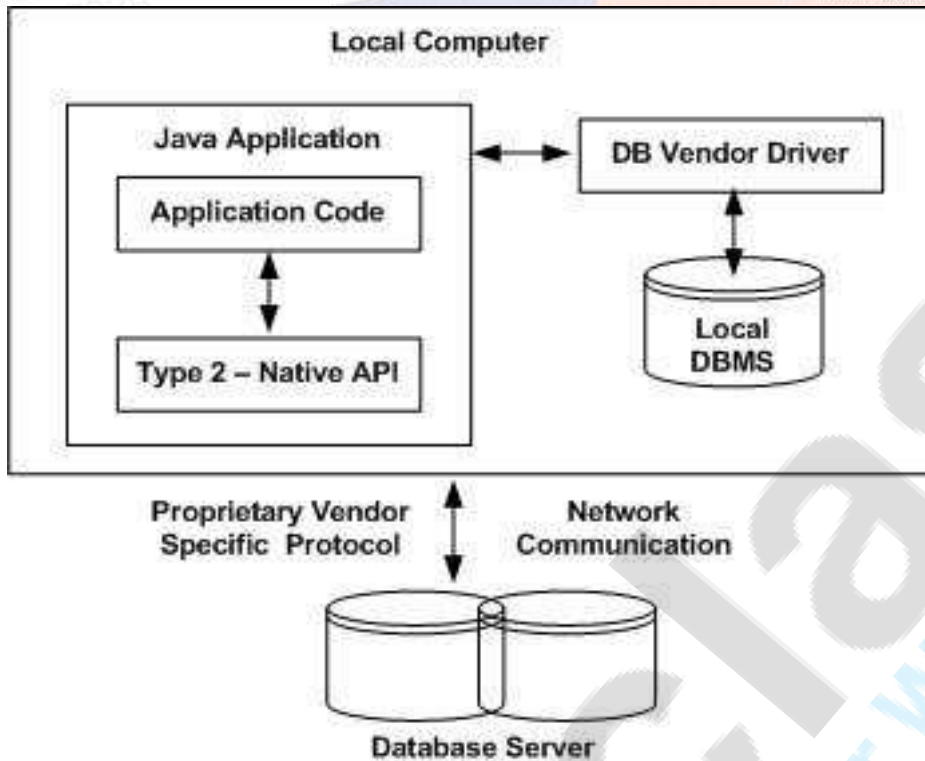 Local Computer
Java Application
Application Code
Type 2 – Native API
DB Vendor Driver
Local
DBMS
Proprietary Vendor
Specific Protocol
Network
Communication
Database Server